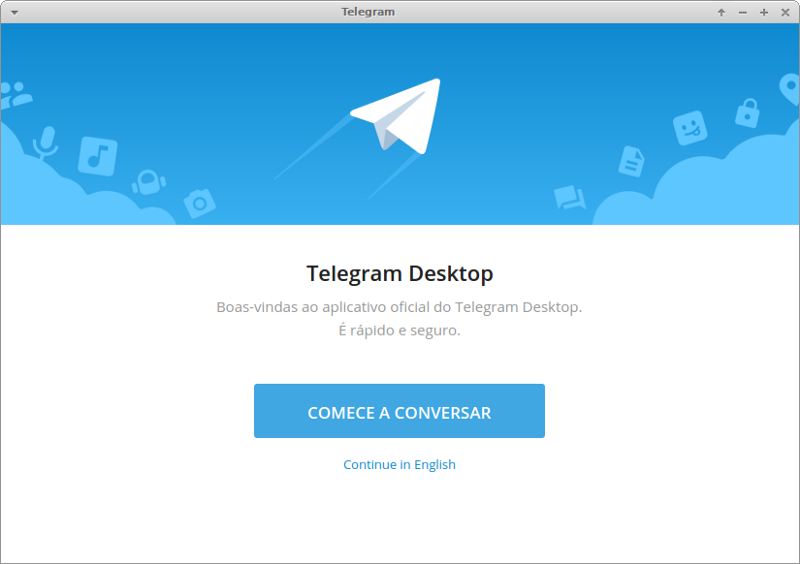 Telegram
Telegram Desktop
Boas-vindas ao aplicativo oficial do Telegram Desktop.
É rápido e seguro.
COMECE A CONVERSAR
Continue in English